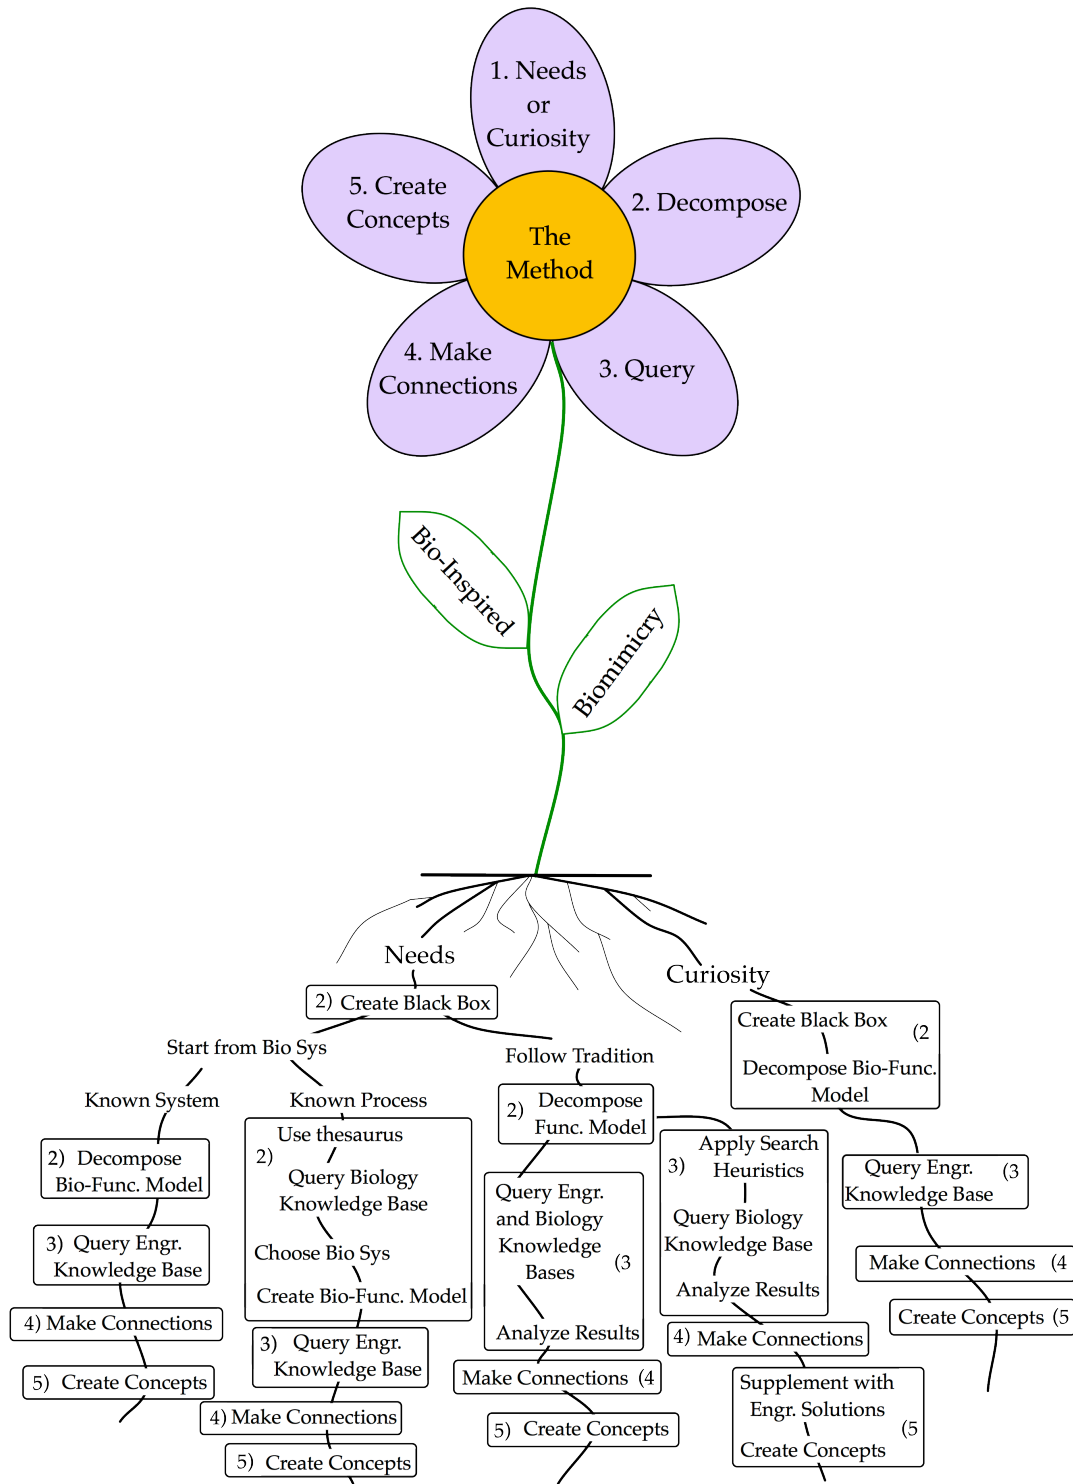 1. Needs
or
Curiosity
2. Decompose
3. Query
4. Make
Connections
5. Create
Concepts
The
Method
Bio-Inspired
Biomimicry
Needs
2) Create Black Box
Start from Bio Sys
Known System
2) Decompose
Bio-Func. Model
3) Query Engr.
Knowledge Base
4) Make Connections
5) Create Concepts
Known Process
Use thesaurus
2)
Query Biology
Knowledge Base
Choose Bio Sys
Create Bio-Func. Model
3) Query Engr.
Knowledge Base
4) Make Connections
5) Create Concepts
Follow Tradition
2) Decompose
Func. Model
Query Engr.
and Biology
Knowledge
Bases (3
Analyze Results
Make Connections (4
5) Create Concepts
Apply Search
3) Heuristics
Query Biology
Knowledge Base
Analyze Results
4) Make Connections
Supplement with
Engr. Solutions
(5
Create Concepts
Curiosity
Create Black Box (2
Decompose Bio-Func.
Model
Query Engr. (3
Knowledge Base
Make Connections (4
Create Concepts (5